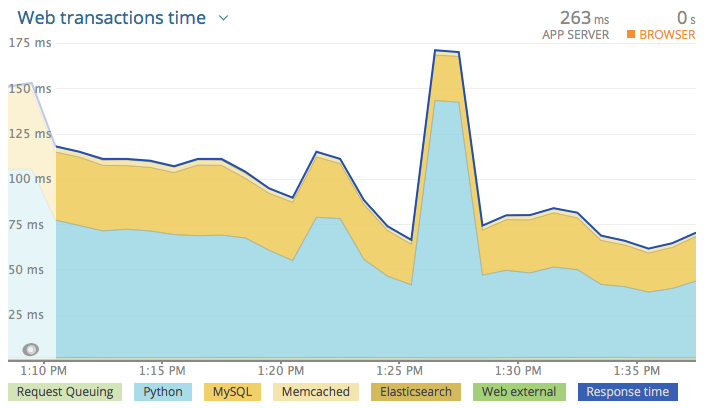 Web transactions time
263 ms
APP SERVER
0 s
BROWSER
175 ms
150 ms
125 ms
100 ms
75 ms
50 ms
25 ms
1:10 PM 1:15 PM 1:20 PM 1:25 PM 1:30 PM 1:35 PM
Request Queuing Python MySQL Memcached Elasticsearch Web external Response time